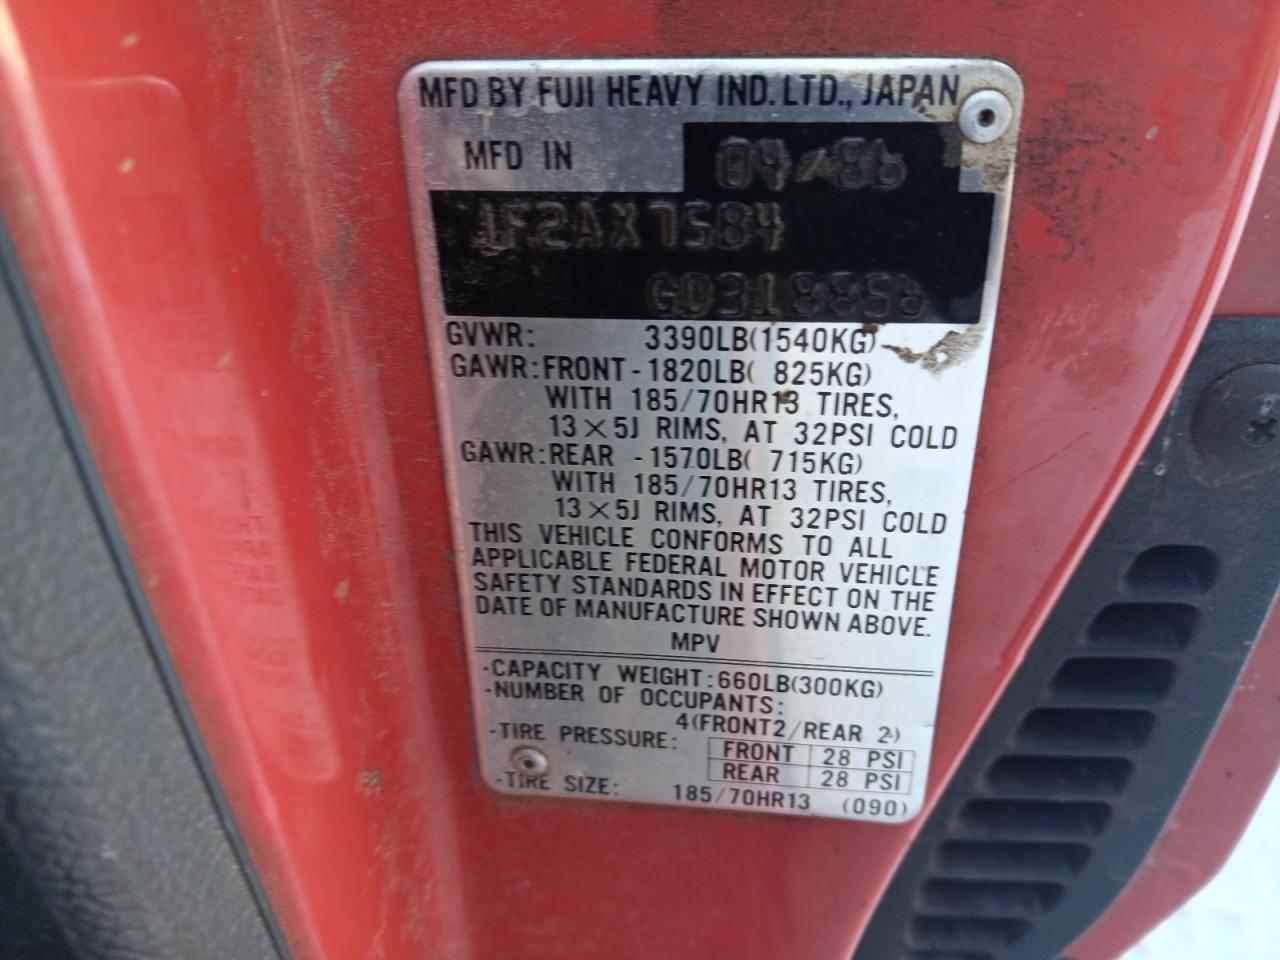 MFD BY FUJI HEAVY IND. LTD., JAPAN
MFD IN 04/86
JF2AX7584
GD318856
GVWR: 3390LB(1540KG)
GAWR:FRONT-1820LB( 825KG)
WITH 185/70HR13 TIRES,
13×5J RIMS, AT 32PSI COLD
GAWR:REAR -1570LB( 715KG)
WITH 185/70HR13 TIRES,
13×5J RIMS, AT 32PSI COLD
THIS VEHICLE CONFORMS TO ALL
APPLICABLE FEDERAL MOTOR VEHICLE
SAFETY STANDARDS IN EFFECT ON THE
DATE OF MANUFACTURE SHOWN ABOVE.
MPV
·CAPACITY WEIGHT:660LB(300KG)
·NUMBER OF OCCUPANTS:
4(FRONT2/REAR 2)
·TIRE PRESSURE: FRONT 28 PSI
REAR 28 PSI
·TIRE SIZE: 185/70HR13 (090)